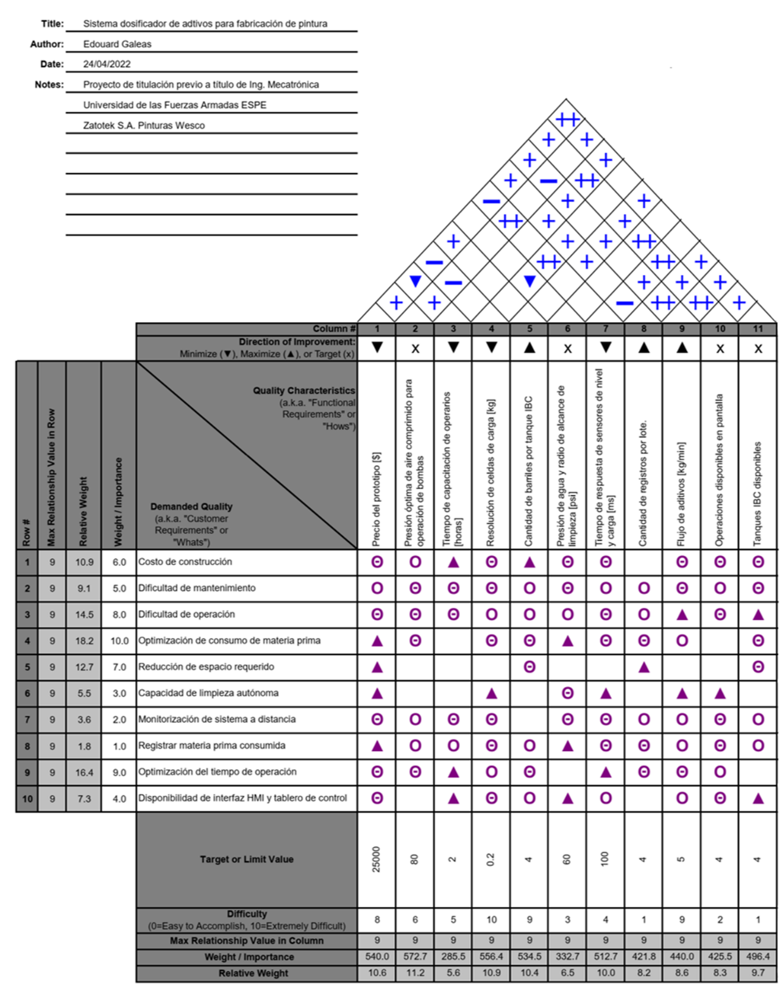 Title: Sistema dosificador de adtivos para fabricación de pintura
Author: Edouard Galeas
Date: 24/04/2022
Notes: Proyecto de titulación previo a título de Ing. Mecatrónica
Universidad de las Fuerzas Armadas ESPE
Zatotek S.A. Pinturas Wesco
Column # 1 2 3 4 5 6 7 8 9 10 11
Direction of Improvement:
Minimize (▼), Maximize (▲), or Target (x)
▼ x ▼ ▼ ▲ x ▼ ▲ ▲ x x
Row #
Max Relationship Value in Row
Relative Weight
Weight / Importance
Quality Characteristics
(a.k.a. "Functional
Requirements" or
"Hows")
Demanded Quality
(a.k.a. "Customer
Requirements" or
"Whats")
Precio del prototipo [$]
Presión óptima de aire comprimido para
operación de bombas
Tiempo de capacitación de operarios
[horas]
Resolución de celdas de carga [kg]
Cantidad de barriles por tanque IBC
Presión de agua y radio de alcance de
limpieza [psi]
Tiempo de respuesta de sensores de nivel
y carga [ms]
Cantidad de registros por lote.
Flujo de aditivos [kg/min]
Operaciones disponibles en pantalla
Tanques IBC disponibles
1 9 10.9 6.0 Costo de construcción Θ Ο ▲ Θ ▲ Θ Θ Θ Θ Θ
2 9 9.1 5.0 Dificultad de mantenimiento Ο Θ Θ Θ Ο Θ Ο Ο Θ Ο Θ
3 9 14.5 8.0 Dificultad de operación Θ Θ Θ Ο Ο Ο Θ Ο ▲ Θ ▲
4 9 18.2 10.0 Optimización de consumo de materia prima ▲ Θ Θ Θ ▲ Θ Θ Ο Θ
5 9 12.7 7.0 Reducción de espacio requerido ▲ Θ ▲ Θ
6 9 5.5 3.0 Capacidad de limpieza autónoma ▲ ▲ Θ ▲ ▲ ▲
7 9 3.6 2.0 Monitorización de sistema a distancia Θ Ο Θ Θ Θ Θ Ο Ο Θ Ο
8 9 1.8 1.0 Registrar materia prima consumida ▲ Ο Ο Θ Ο ▲ Θ Θ Ο Θ Ο
9 9 16.4 9.0 Optimización del tiempo de operación Θ Θ ▲ Ο Θ ▲ Θ Θ Ο
10 9 7.3 4.0 Disponibilidad de interfaz HMI y tablero de control Θ ▲ Θ Ο ▲ Ο Ο Θ ▲
Target or Limit Value 25000 80 2 0.2 4 60 100 4 5 4 4
Difficulty
(0=Easy to Accomplish, 10=Extremely Difficult)
8 6 5 10 9 3 4 1 9 2 1
Max Relationship Value in Column 9 9 9 9 9 9 9 9 9 9 9
Weight / Importance 540.0 572.7 285.5 556.4 534.5 332.7 512.7 421.8 440.0 425.5 496.4
Relative Weight 10.6 11.2 5.6 10.9 10.4 6.5 10.0 8.2 8.6 8.3 9.7